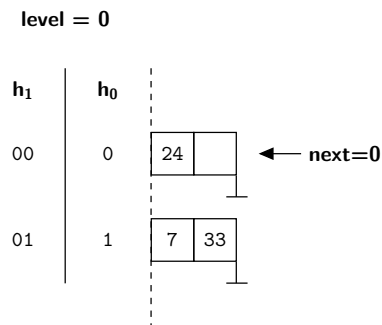 level = 0
h₁ h₀
00 0 24 next=0
01 1 7 33